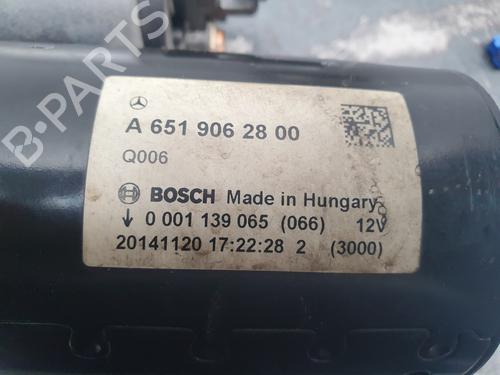 B-PARTS
A 651 906 28 00
Q006
BOSCH Made in Hungary
↓ 0 001 139 065 (066) 12V
20141120 17:22:28 2 (3000)